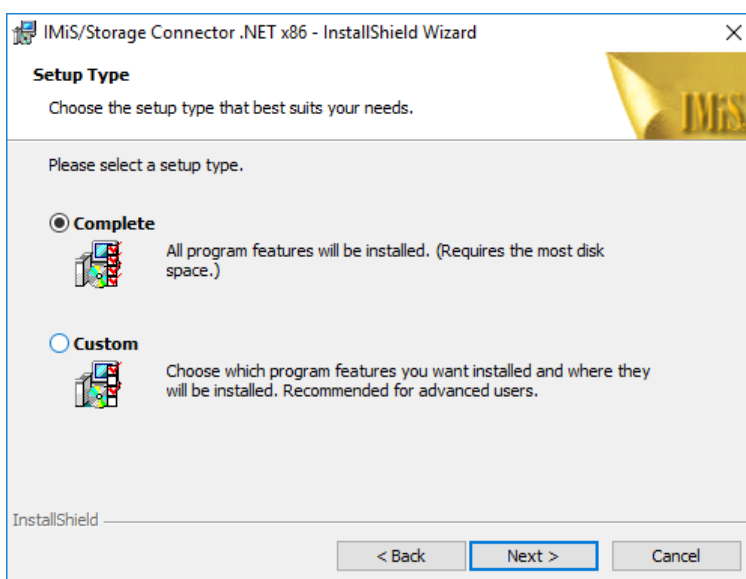 IMiS/Storage Connector .NET x86 - InstallShield Wizard
Setup Type
Choose the setup type that best suits your needs.
IMiS
Please select a setup type.
Complete
All program features will be installed. (Requires the most disk
space.)
Custom
Choose which program features you want installed and where they
will be installed. Recommended for advanced users.
InstallShield
< Back Next > Cancel